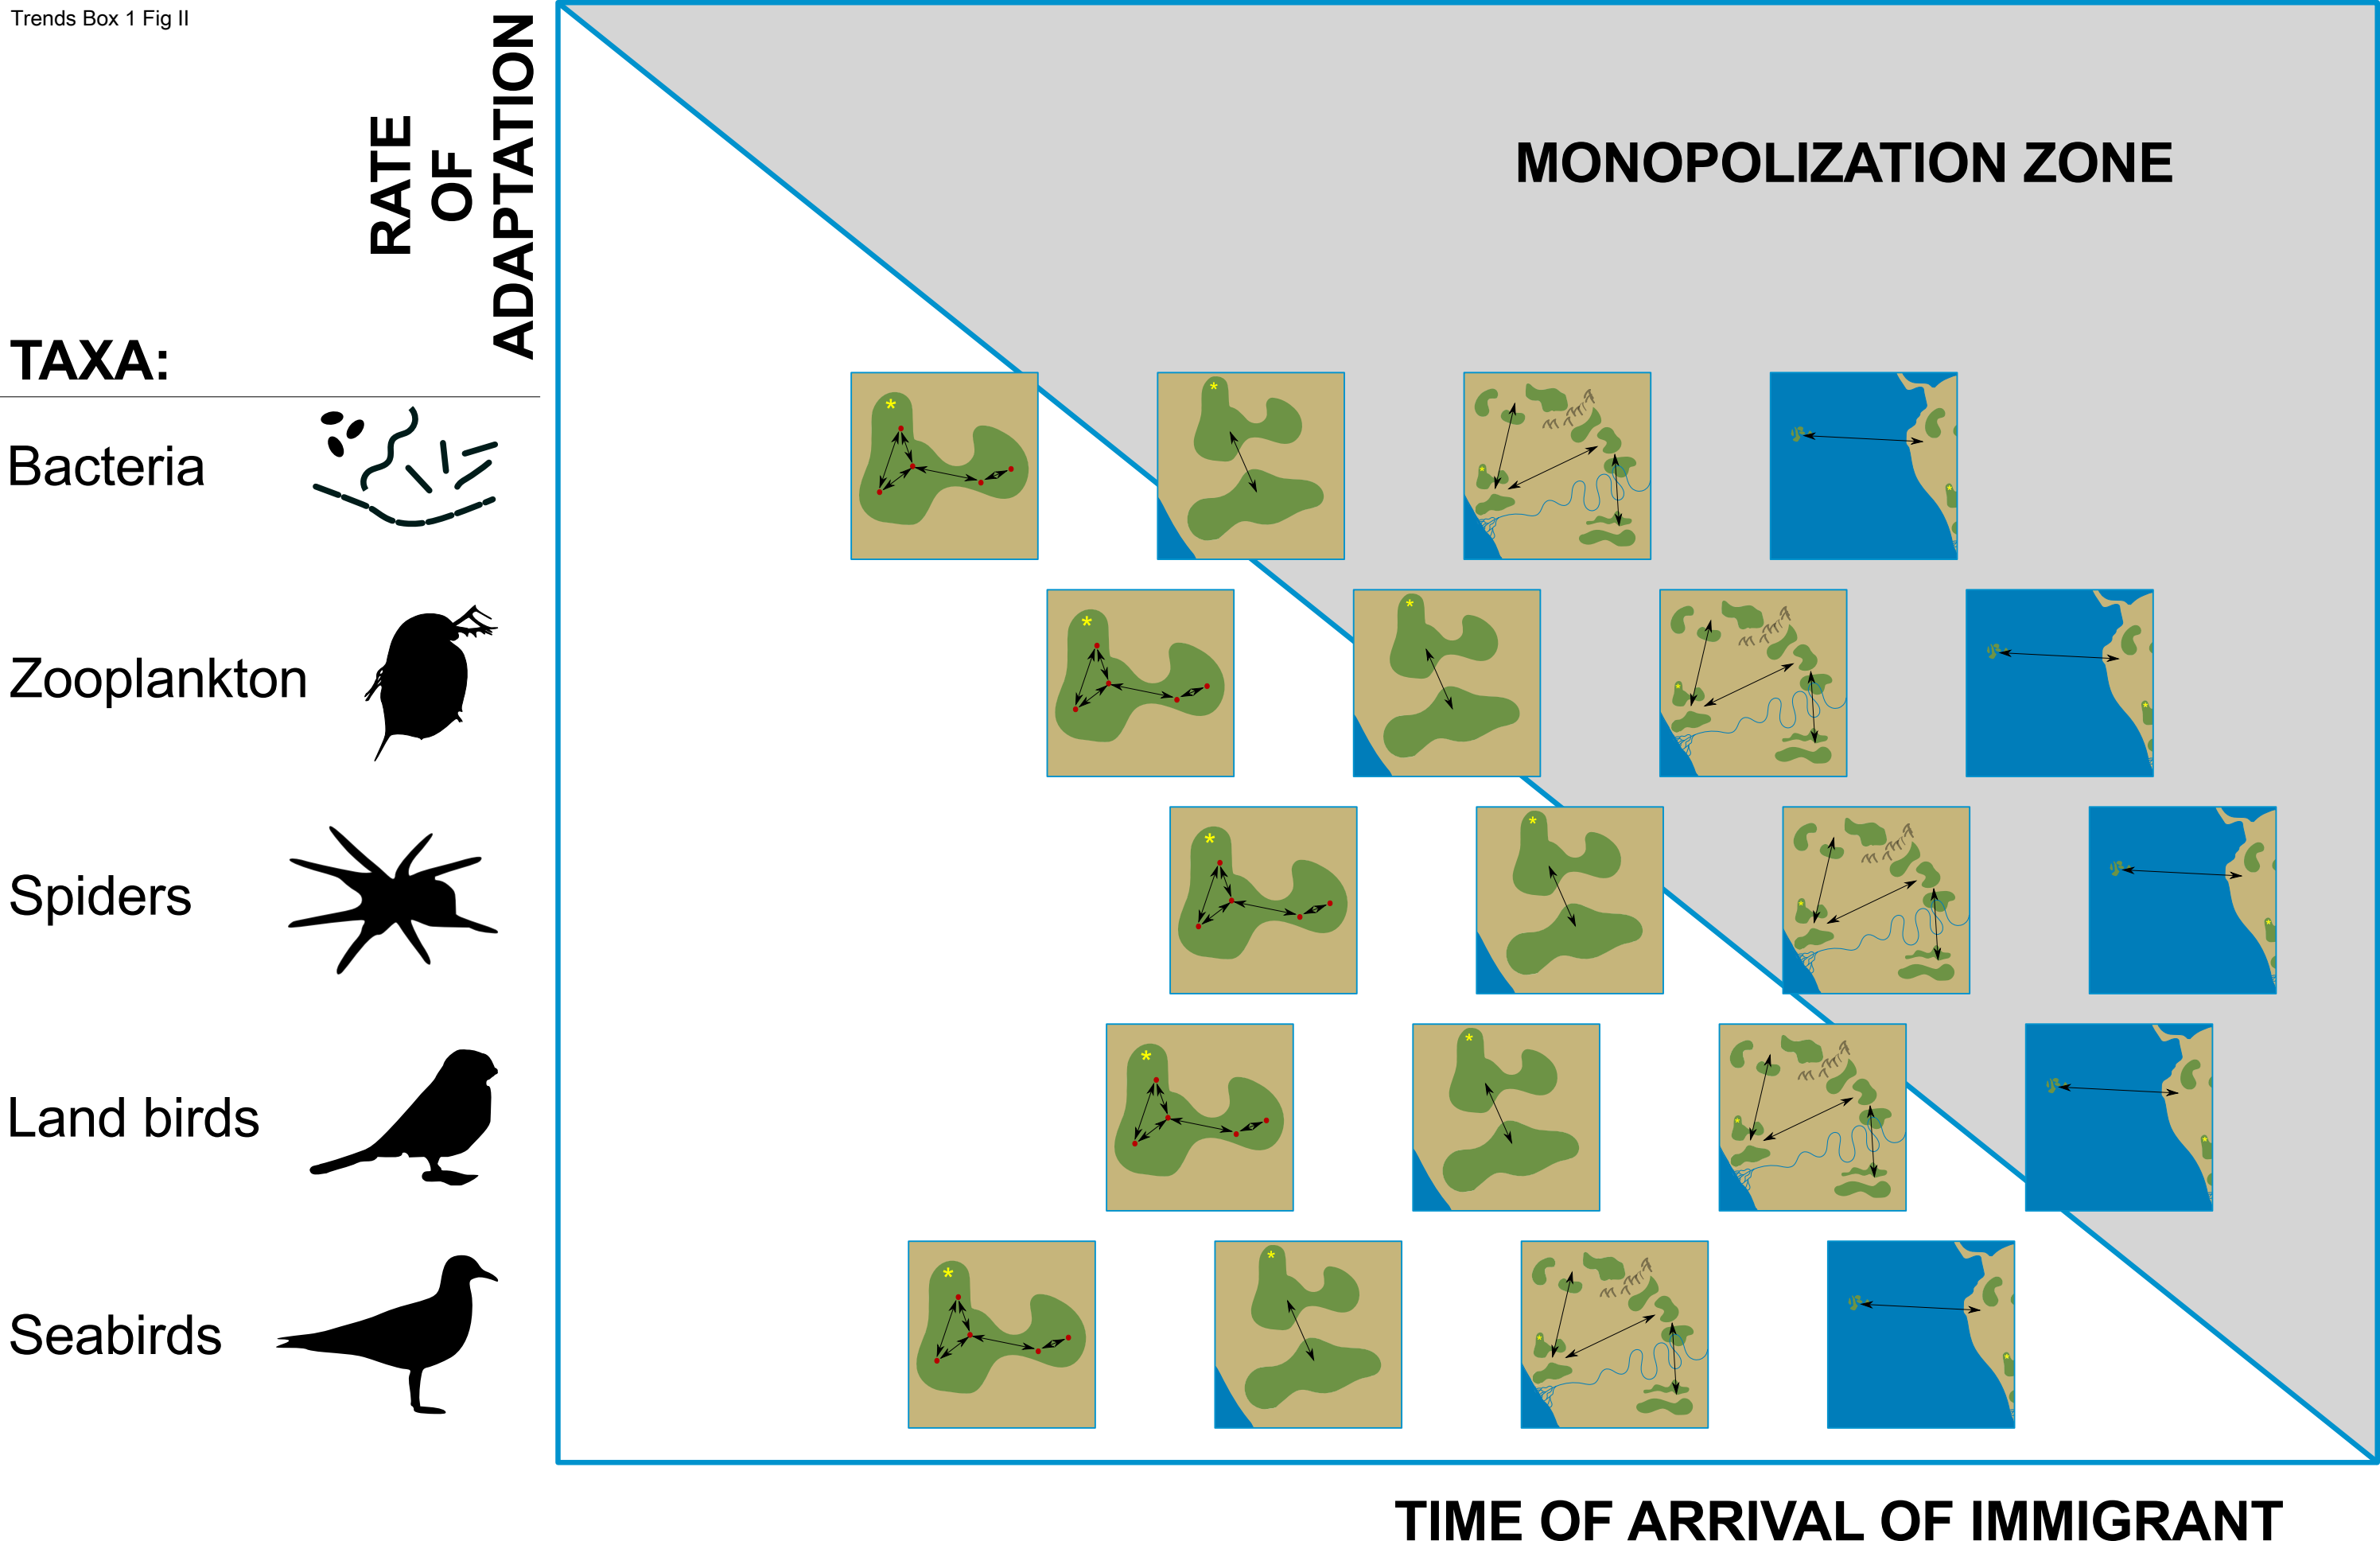 Trends Box 1 Fig II
RATE
OF
ADAPTATION
MONOPOLIZATION ZONE
TAXA:
Bacteria
Zooplankton
Spiders
Land birds
Seabirds
TIME OF ARRIVAL OF IMMIGRANT